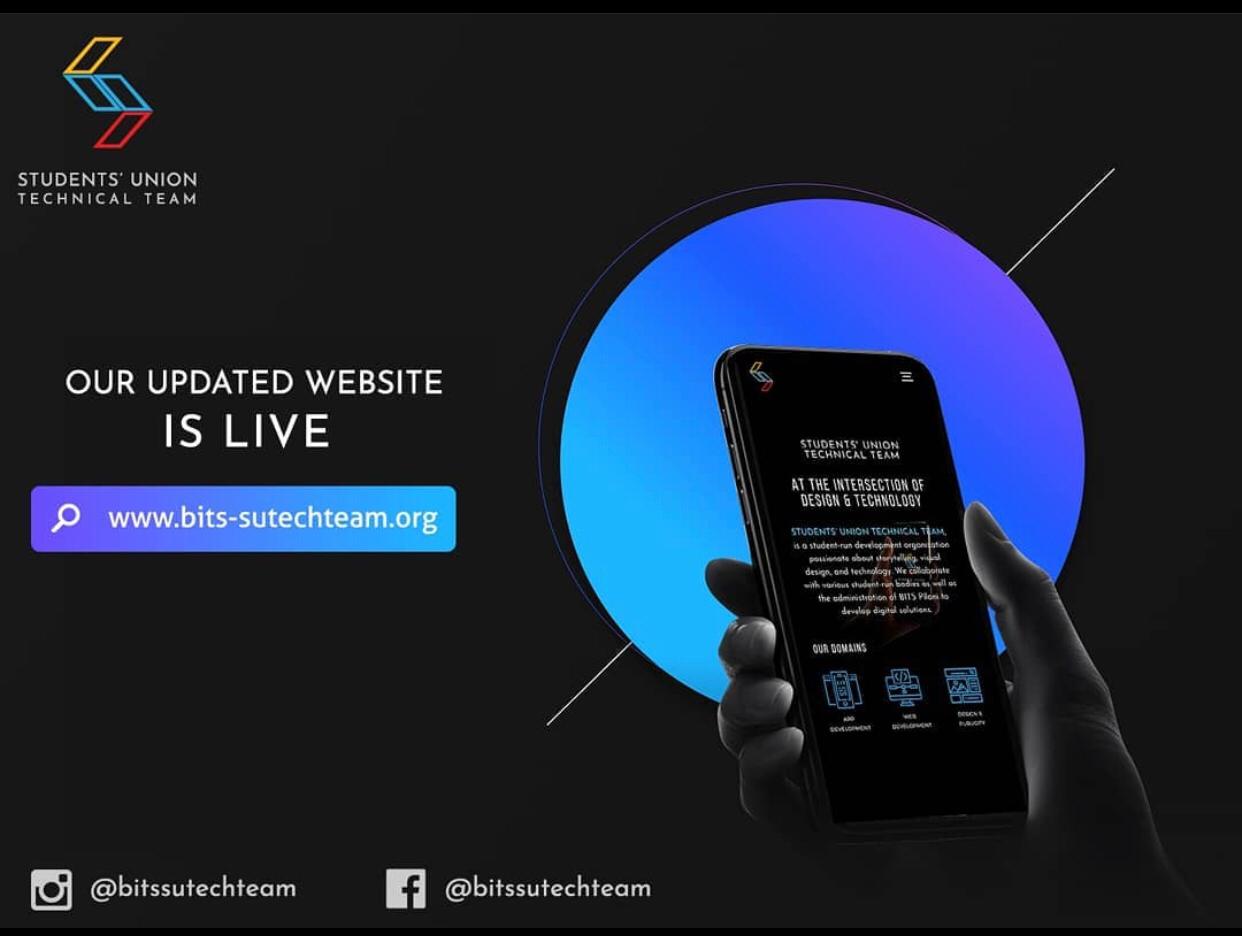 STUDENTS' UNION
TECHNICAL TEAM
OUR UPDATED WEBSITE
IS LIVE
www.bits-sutechteam.org
STUDENTS' UNION
TECHNICAL TEAM
AT THE INTERSECTION OF
DESIGN & TECHNOLOGY
STUDENTS' UNION TECHNICAL TEAM,
is a student-run development organisation
passionate about storytelling, visual
design, and technology. We collaborate
with various student-run bodies as well as
the administration of BITS Pilani to
develop digital solutions.
OUR DOMAINS
APP
DEVELOPMENT
WEB
DEVELOPMENT
DESIGN &
PUBLICITY
@bitssutechteam
@bitssutechteam